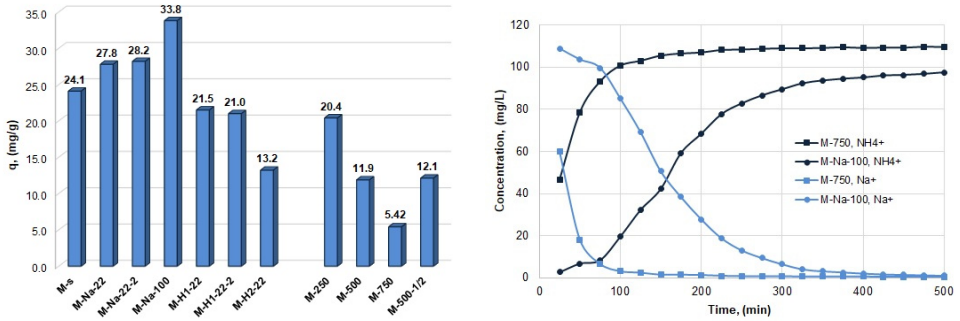 q, (mg/g)
35.0
30.0
25.0
20.0
15.0
10.0
5.0
0.0
24.1
27.8
28.2
33.8
21.5
21.0
13.2
20.4
11.9
5.42
12.1
M-s
M-Na-22
M-Na-22-2
M-Na-100
M-H1-22
M-H1-22-2
M-H2-22
M-250
M-500
M-750
M-500-1/2
Concentration, (mg/L)
120
100
80
60
40
20
0
0
100
200
300
400
500
Time, (min)
M-750, NH4+
M-Na-100, NH4+
M-750, Na+
M-Na-100, Na+